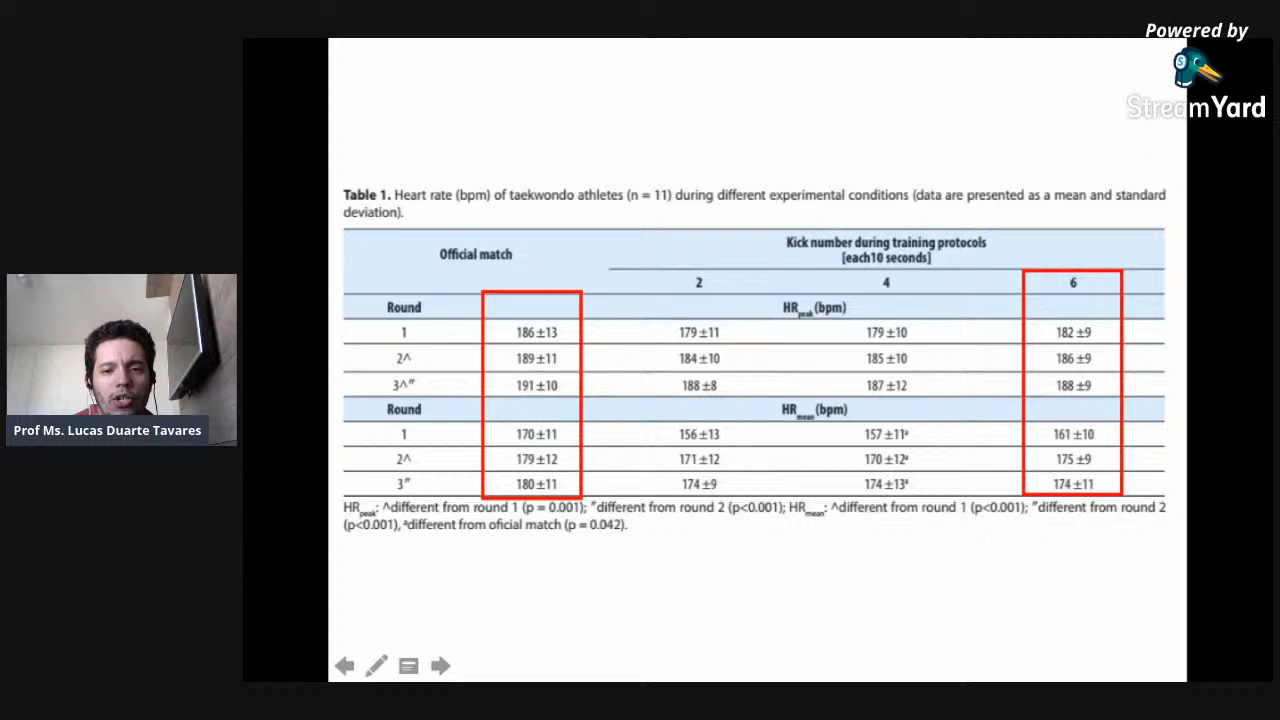 Powered by
StreamYard
Table 1. Heart rate (bpm) of taekwondo athletes (n = 11) during different experimental conditions (data are presented as a mean and standard
deviation).
Official match
Kick number during training protocols
[each10 seconds]
2 4 6
Round HRpeak (bpm)
1 186 ±13 179 ±11 179 ±10 182 ±9
2^ 189 ±11 184 ±10 185 ±10 186 ±9
3^" 191 ±10 188 ±8 187 ±12 188 ±9
Round HRmean (bpm)
1 170 ±11 156 ±13 157 ±11ª 161 ±10
2^ 179 ±12 171 ±12 170 ±12ª 175 ±9
3" 180 ±11 174 ±9 174 ±13ª 174 ±11
HRpeak: ^different from round 1 (p = 0.001); "different from round 2 (p<0.001); HRmean: ^different from round 1 (p<0.001); "different from round 2
(p<0.001), ªdifferent from oficial match (p = 0.042).
Prof Ms. Lucas Duarte Tavares